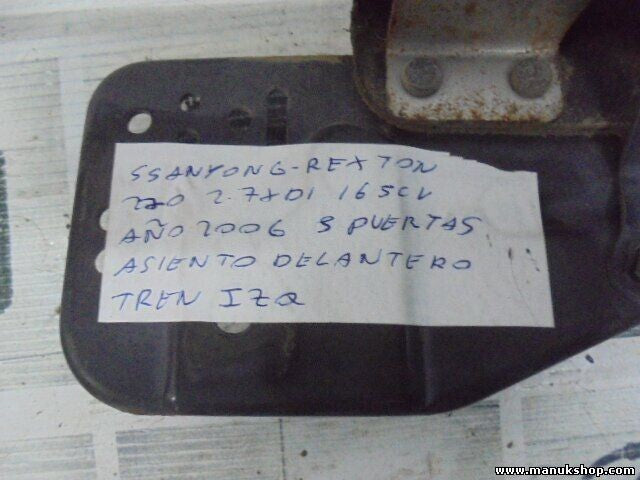 SSANYONG-REXTON
270 2.7XDI 165CV
AÑO 2006 5 PUERTAS
ASIENTO DELANTERO
TREN IZQ
www.manukshop.com